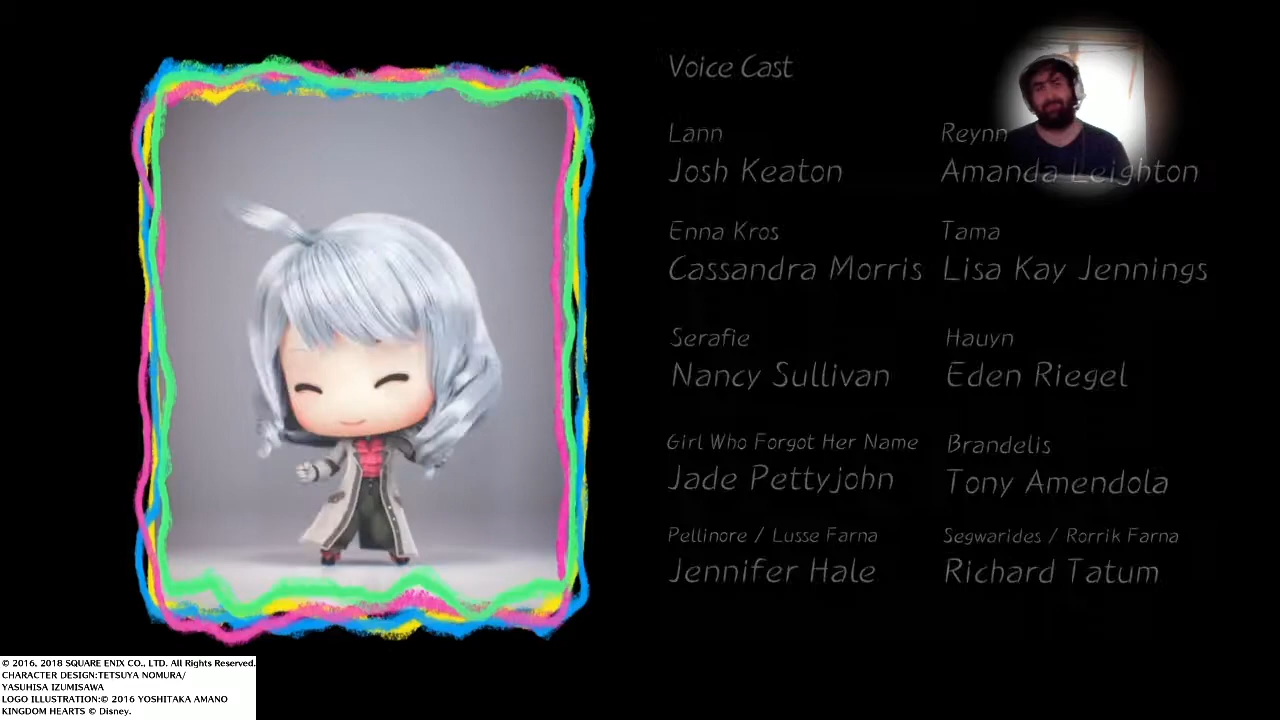 Voice Cast
Lann
Josh Keaton
Reynn
Amanda Leighton
Enna Kros
Cassandra Morris
Tama
Lisa Kay Jennings
Serafie
Nancy Sullivan
Hauyn
Eden Riegel
Girl Who Forgot Her Name
Jade Pettyjohn
Brandelis
Tony Amendola
Pellinore / Lusse Farna
Jennifer Hale
Segwarides / Rorrik Farna
Richard Tatum
© 2016, 2018 SQUARE ENIX CO., LTD. All Rights Reserved.
CHARACTER DESIGN:TETSUYA NOMURA/
YASUHISA IZUMISAWA
LOGO ILLUSTRATION:© 2016 YOSHITAKA AMANO
KINGDOM HEARTS © Disney.